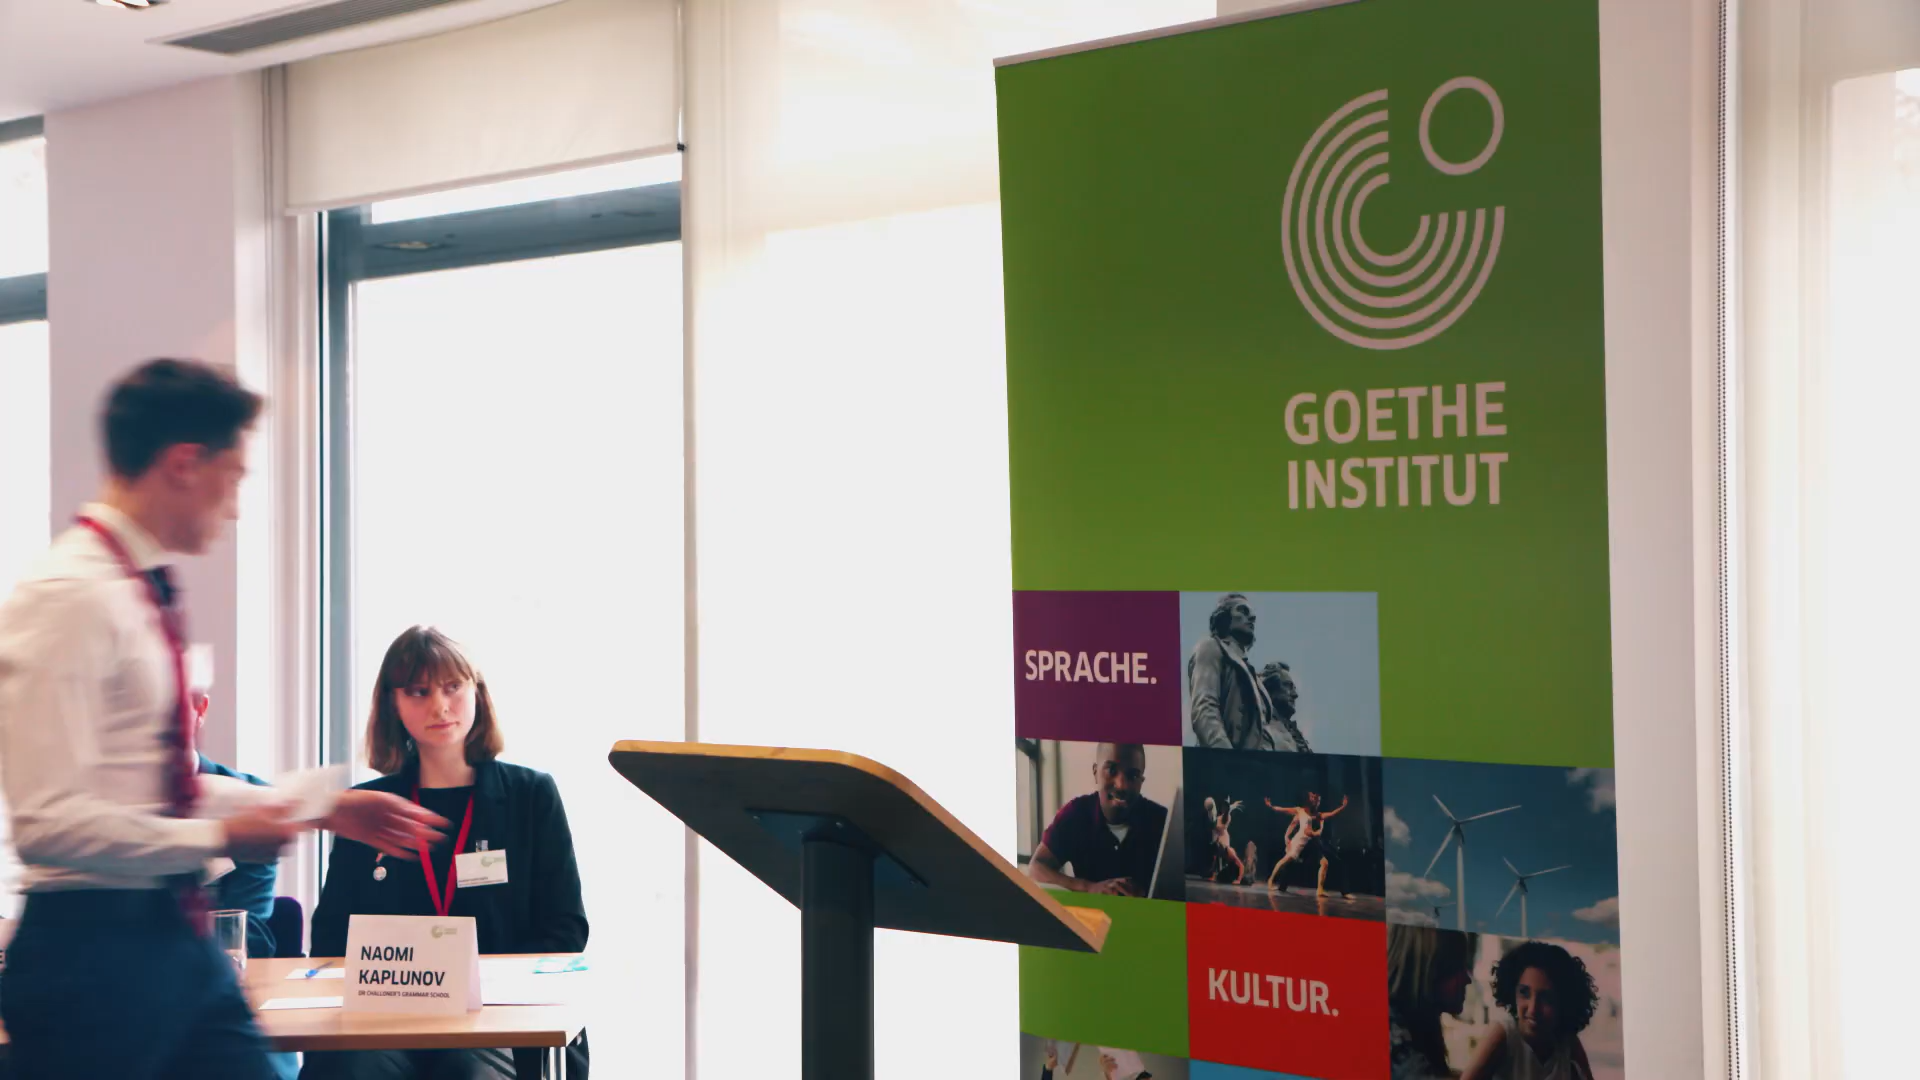 GOETHE
INSTITUT
SPRACHE.
KULTUR.
NAOMI
KAPLUNOV
DR CHALLONER'S GRAMMAR SCHOOL